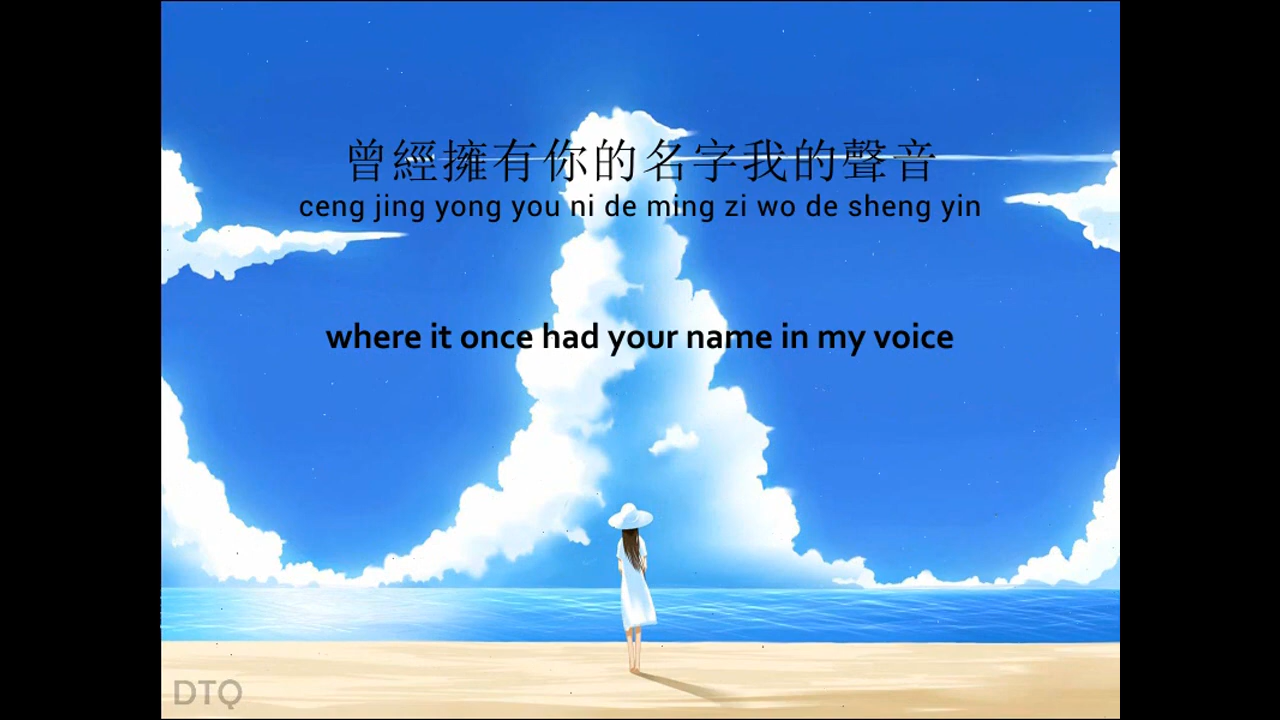 曾經擁有你的名字我的聲音
ceng jing yong you ni de ming zi wo de sheng yin
where it once had your name in my voice
DTQ